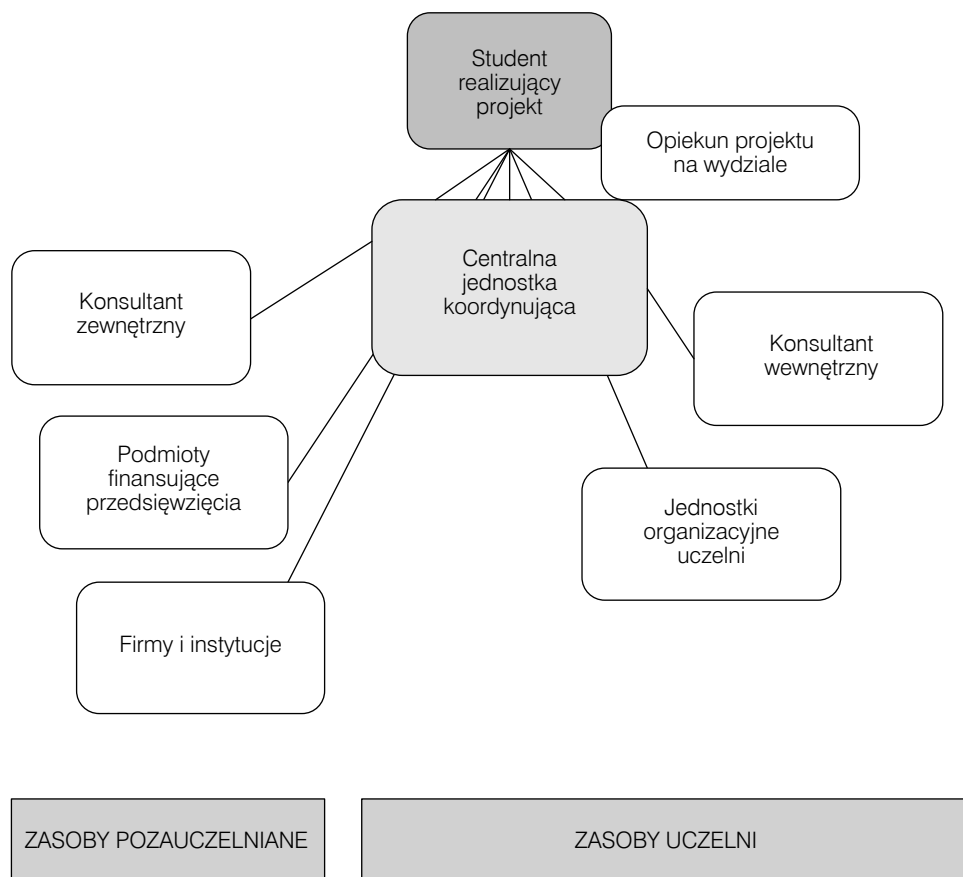 Student
realizujący
projekt
Opiekun projektu
na wydziale
Centralna
jednostka
koordynująca
Konsultant
zewnętrzny
Konsultant
wewnętrzny
Podmioty
finansujące
przedsięwzięcia
Jednostki
organizacyjne
uczelni
Firmy i instytucje
ZASOBY POZAUCZELNIANE
ZASOBY UCZELNI